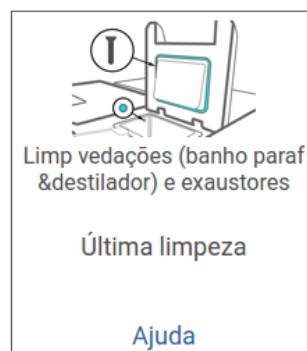 Limp vedações (banho paraf
&destilador) e exaustores
Última limpeza
Ajuda